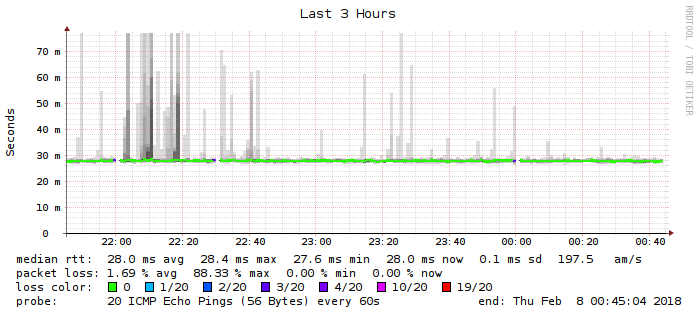 Last 3 Hours
RRDTOOL / TOBI OETIKER
Seconds
70 m
60 m
50 m
40 m
30 m
20 m
10 m
0
22:00 22:20 22:40 23:00 23:20 23:40 00:00 00:20 00:40
median rtt: 28.0 ms avg 28.4 ms max 27.6 ms min 28.0 ms now 0.1 ms sd 197.5 am/s
packet loss: 1.69 % avg 88.33 % max 0.00 % min 0.00 % now
loss color: 0 1/20 2/20 3/20 4/20 10/20 19/20
probe: 20 ICMP Echo Pings (56 Bytes) every 60s end: Thu Feb 8 00:45:04 2018